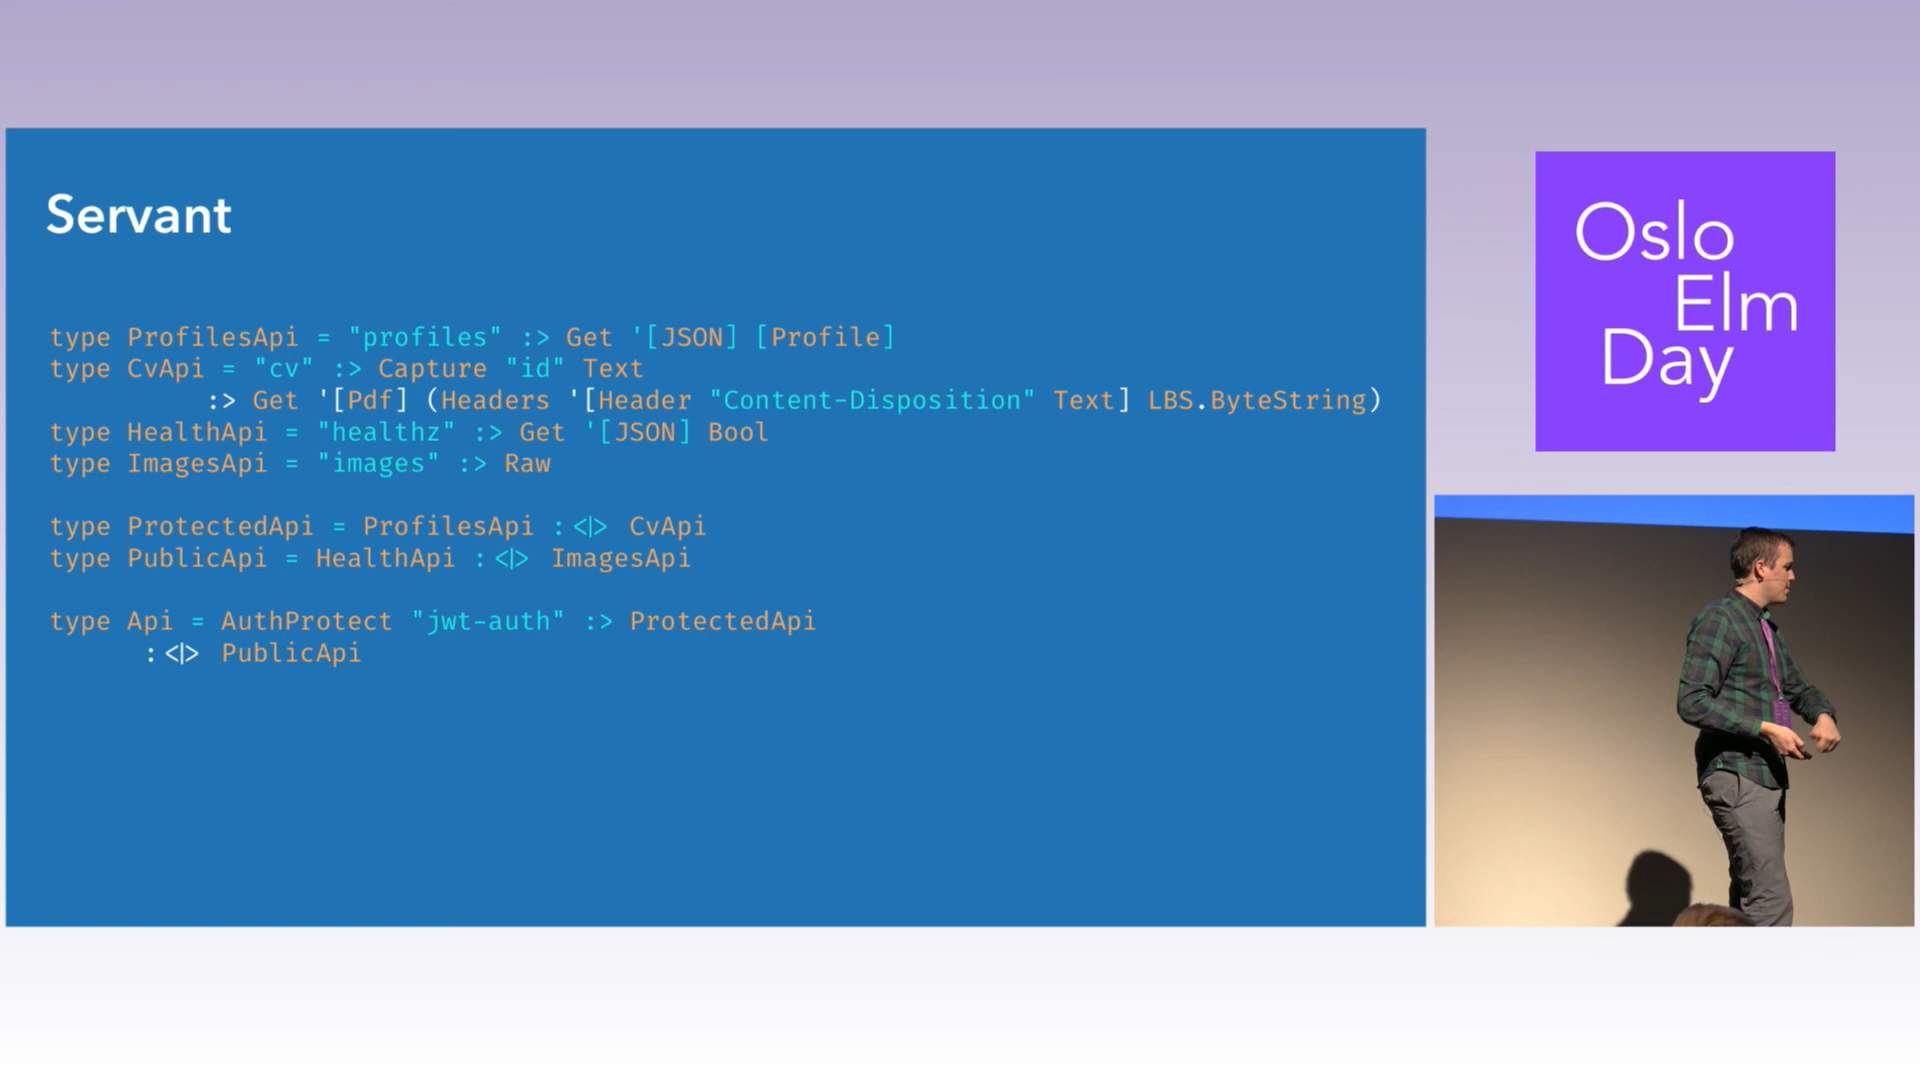 Servant
type ProfilesApi = "profiles" :> Get '[JSON] [Profile]
type CvApi = "cv" :> Capture "id" Text
:> Get '[Pdf] (Headers '[Header "Content-Disposition" Text] LBS.ByteString)
type HealthApi = "healthz" :> Get '[JSON] Bool
type ImagesApi = "images" :> Raw
type ProtectedApi = ProfilesApi :<|> CvApi
type PublicApi = HealthApi :<|> ImagesApi
type Api = AuthProtect "jwt-auth" :> ProtectedApi
:<|> PublicApi
Oslo
Elm
Day